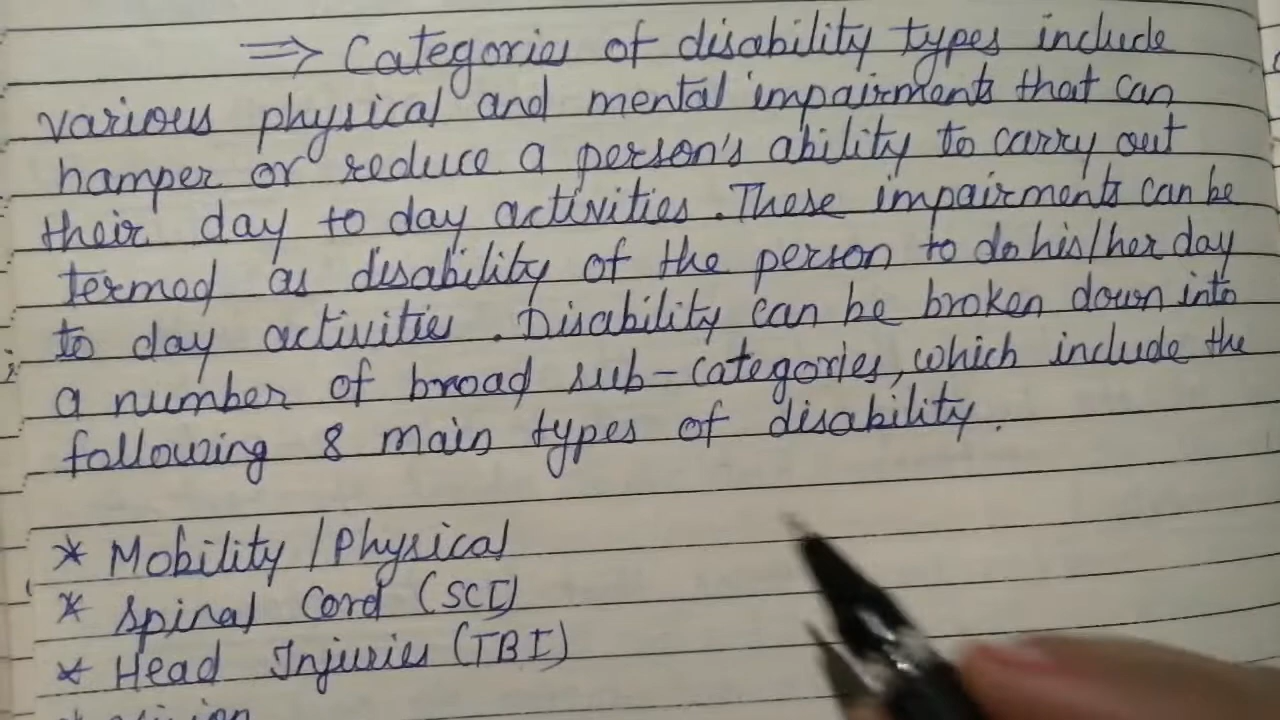 ⇒ Categories of disability types include
various physical and mental impairments that can
hamper or reduce a person's ability to carry out
their day to day activities. These impairments can be
termed as disability of the person to do his/her day
to day activities. Disability can be broken down into
a number of broad sub-categories, which include the
following 8 main types of disability.
* Mobility / Physical
* Spinal Cord (SCI)
* Head Injuries (TBI)